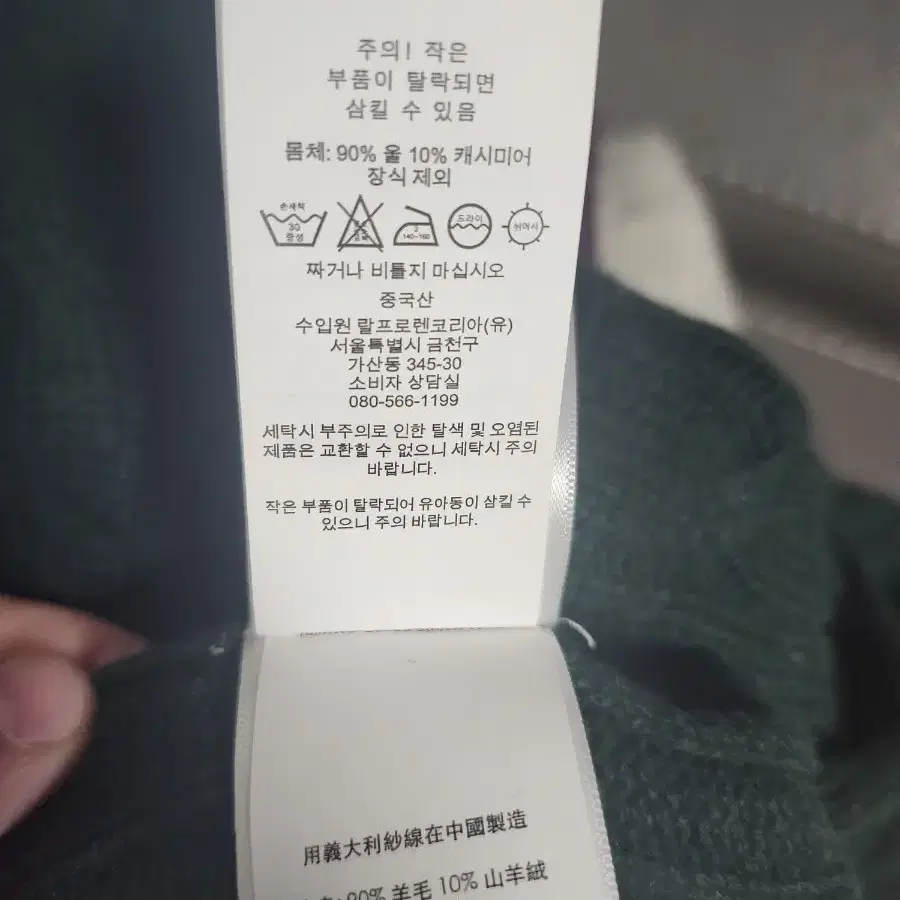 주의! 작은
부품이 탈락되면
삼킬 수 있음
몸체: 90% 울 10% 캐시미어
장식 제외
손세탁
30
중성
2
140~160
드라이
뉘어서
짜거나 비틀지 마십시오
중국산
수입원 랄프로렌코리아(유)
서울특별시 금천구
가산동 345-30
소비자 상담실
080-566-1199
세탁시 부주의로 인한 탈색 및 오염된
제품은 교환할 수 없으니 세탁시 주의
바랍니다.
작은 부품이 탈락되어 유아동이 삼킬 수
있으니 주의 바랍니다.
用義大利紗線在中國製造
90% 羊毛 10% 山羊絨